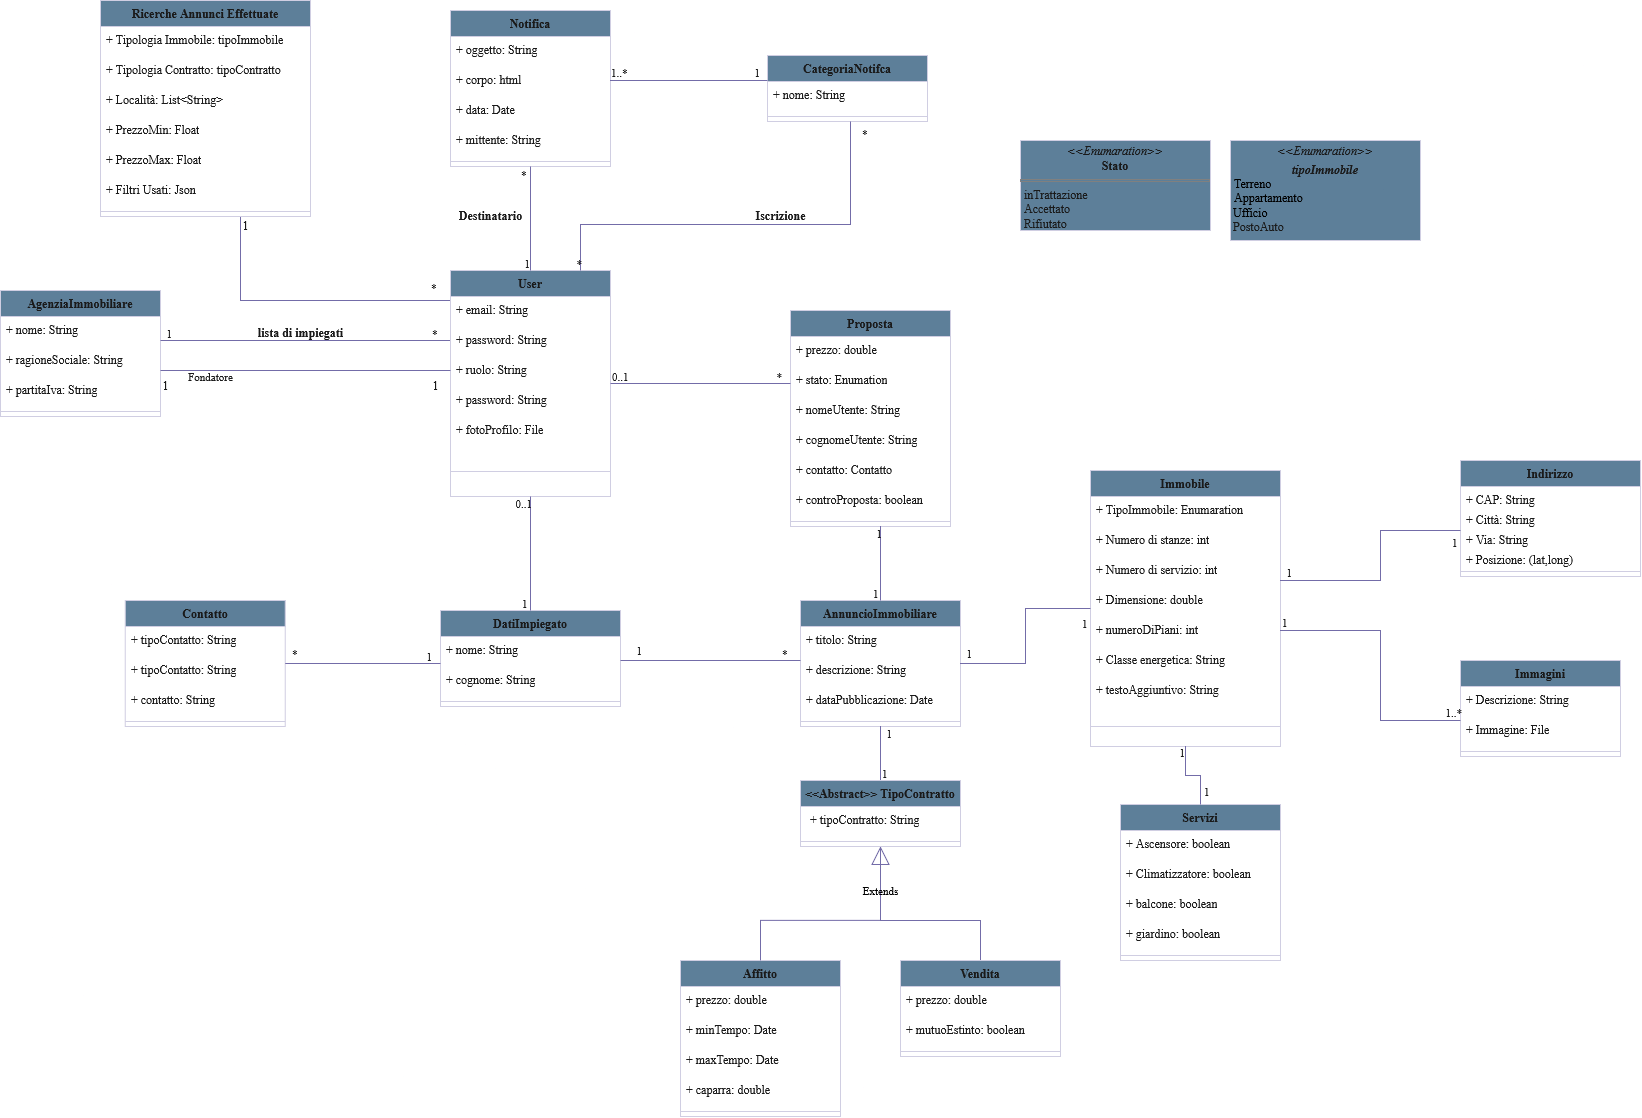 Ricerche Annunci Effettuate
+ Tipologia Immobile: tipoImmobile
+ Tipologia Contratto: tipoContratto
+ Località: List<String>
+ PrezzoMin: Float
+ PrezzoMax: Float
+ Filtri Usati: Json
1
*
Notifica
+ oggetto: String
+ corpo: html
+ data: Date
+ mittente: String
1..*
1
CategoriaNotifca
+ nome: String
*
Destinatario
1
*
Iscrizione
*
<<Enumaration>>
Stato
inTrattazione
Accettato
Rifiutato
<<Enumaration>>
tipoImmobile
Terreno
Appartamento
Ufficio
PostoAuto
AgenziaImmobiliare
+ nome: String
+ ragioneSociale: String
+ partitaIva: String
1
lista di impiegati
*
1
Fondatore
1
User
+ email: String
+ password: String
+ ruolo: String
+ password: String
+ fotoProfilo: File
0..1
*
Proposta
+ prezzo: double
+ stato: Enumation
+ nomeUtente: String
+ cognomeUtente: String
+ contatto: Contatto
+ controProposta: boolean
1
1
0..1
1
Contatto
+ tipoContatto: String
+ tipoContatto: String
+ contatto: String
*
1
DatiImpiegato
+ nome: String
+ cognome: String
1
*
AnnuncioImmobiliare
+ titolo: String
+ descrizione: String
+ dataPubblicazione: Date
1
1
Immobile
+ TipoImmobile: Enumaration
+ Numero di stanze: int
+ Numero di servizio: int
+ Dimensione: double
+ numeroDiPiani: int
+ Classe energetica: String
+ testoAggiuntivo: String
1
1
Indirizzo
+ CAP: String
+ Città: String
+ Via: String
+ Posizione: (lat,long)
1
1..*
Immagini
+ Descrizione: String
+ Immagine: File
1
1
Servizi
+ Ascensore: boolean
+ Climatizzatore: boolean
+ balcone: boolean
+ giardino: boolean
1
1
<<Abstract>> TipoContratto
+ tipoContratto: String
Extends
Affitto
+ prezzo: double
+ minTempo: Date
+ maxTempo: Date
+ caparra: double
Vendita
+ prezzo: double
+ mutuoEstinto: boolean